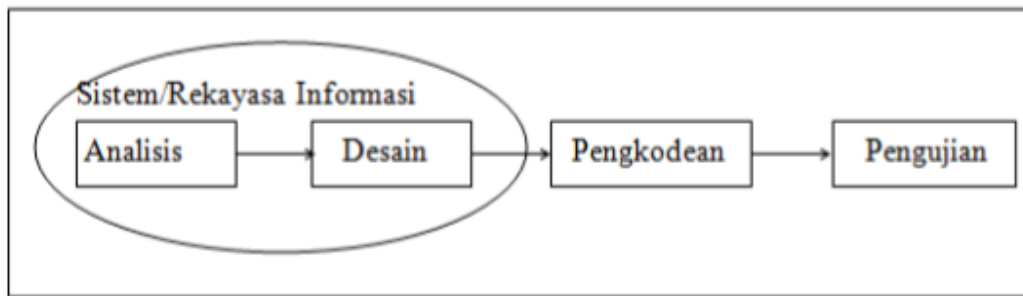 Sistem/Rekayasa Informasi
Analisis
Desain
Pengkodean
Pengujian